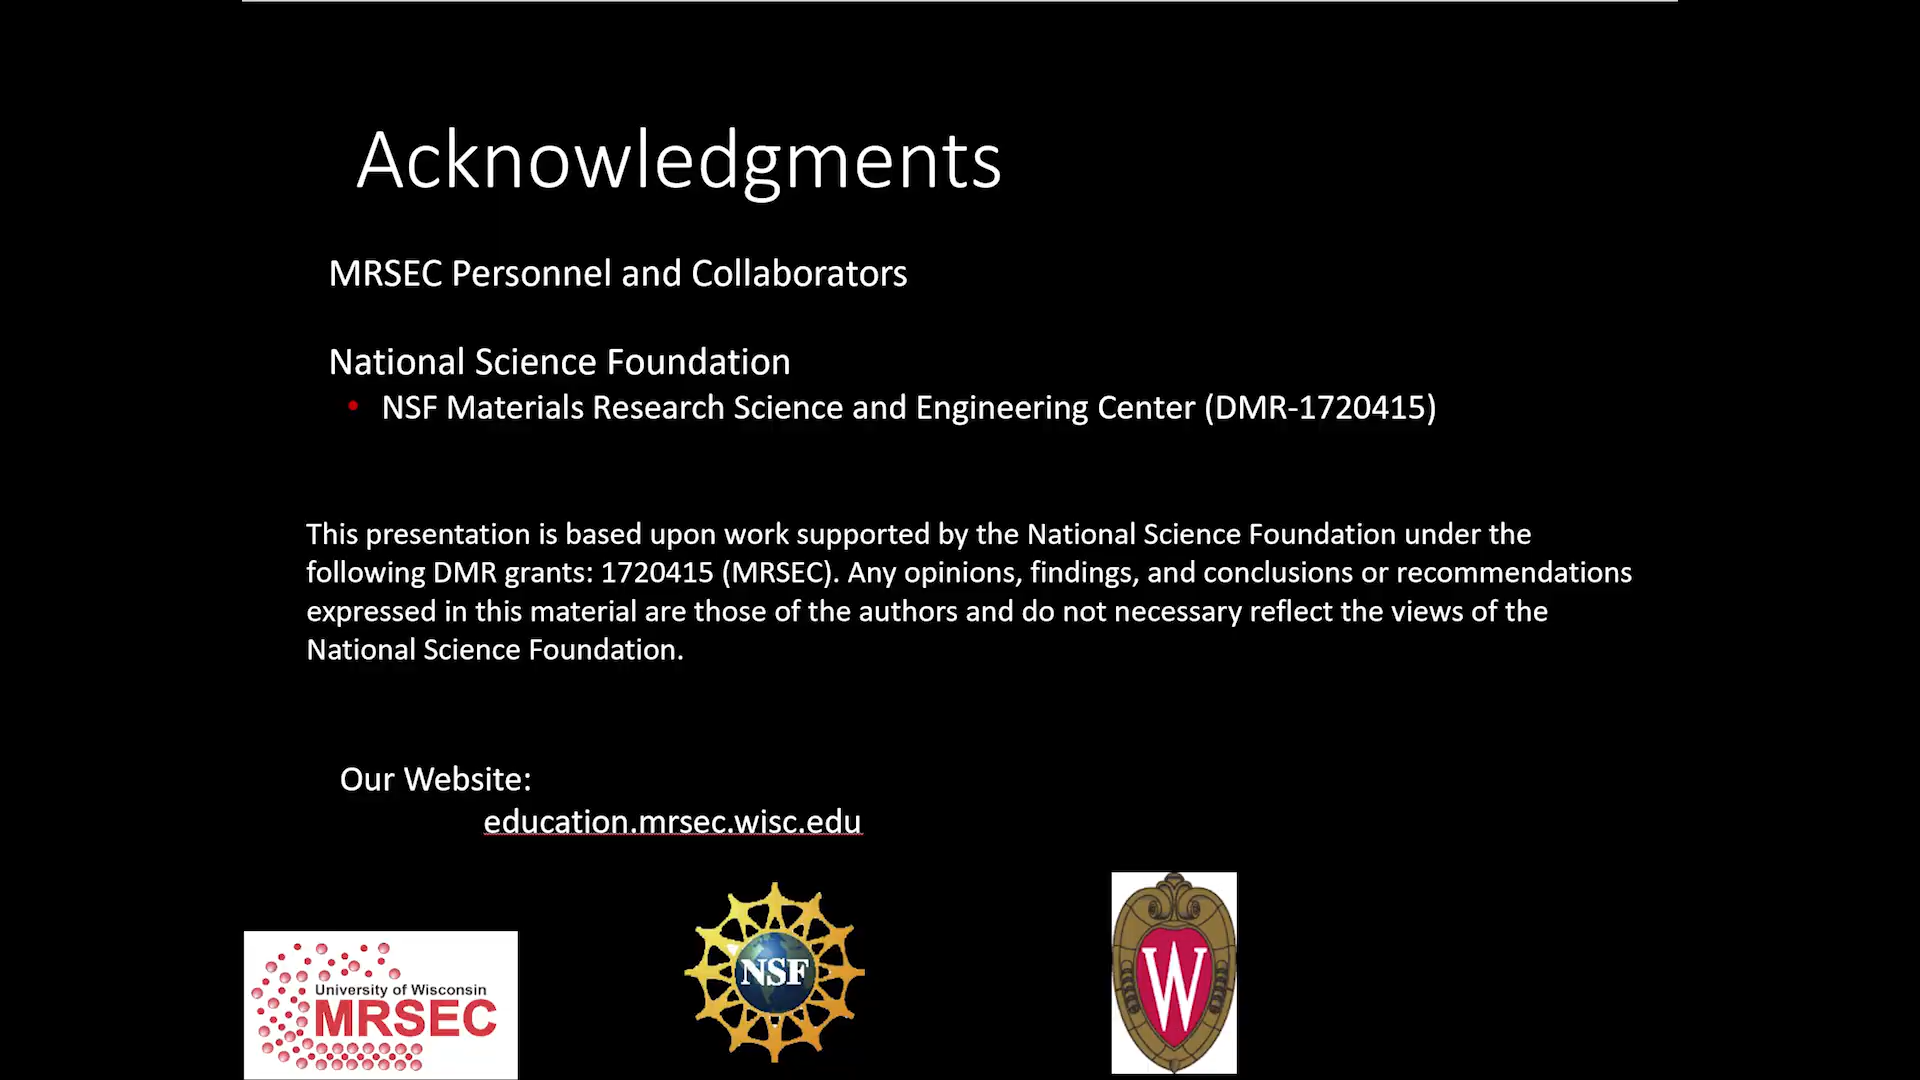 Acknowledgments
MRSEC Personnel and Collaborators
National Science Foundation
• NSF Materials Research Science and Engineering Center (DMR-1720415)
This presentation is based upon work supported by the National Science Foundation under the
following DMR grants: 1720415 (MRSEC). Any opinions, findings, and conclusions or recommendations
expressed in this material are those of the authors and do not necessary reflect the views of the
National Science Foundation.
Our Website:
education.mrsec.wisc.edu
University of Wisconsin
MRSEC
NSF
W